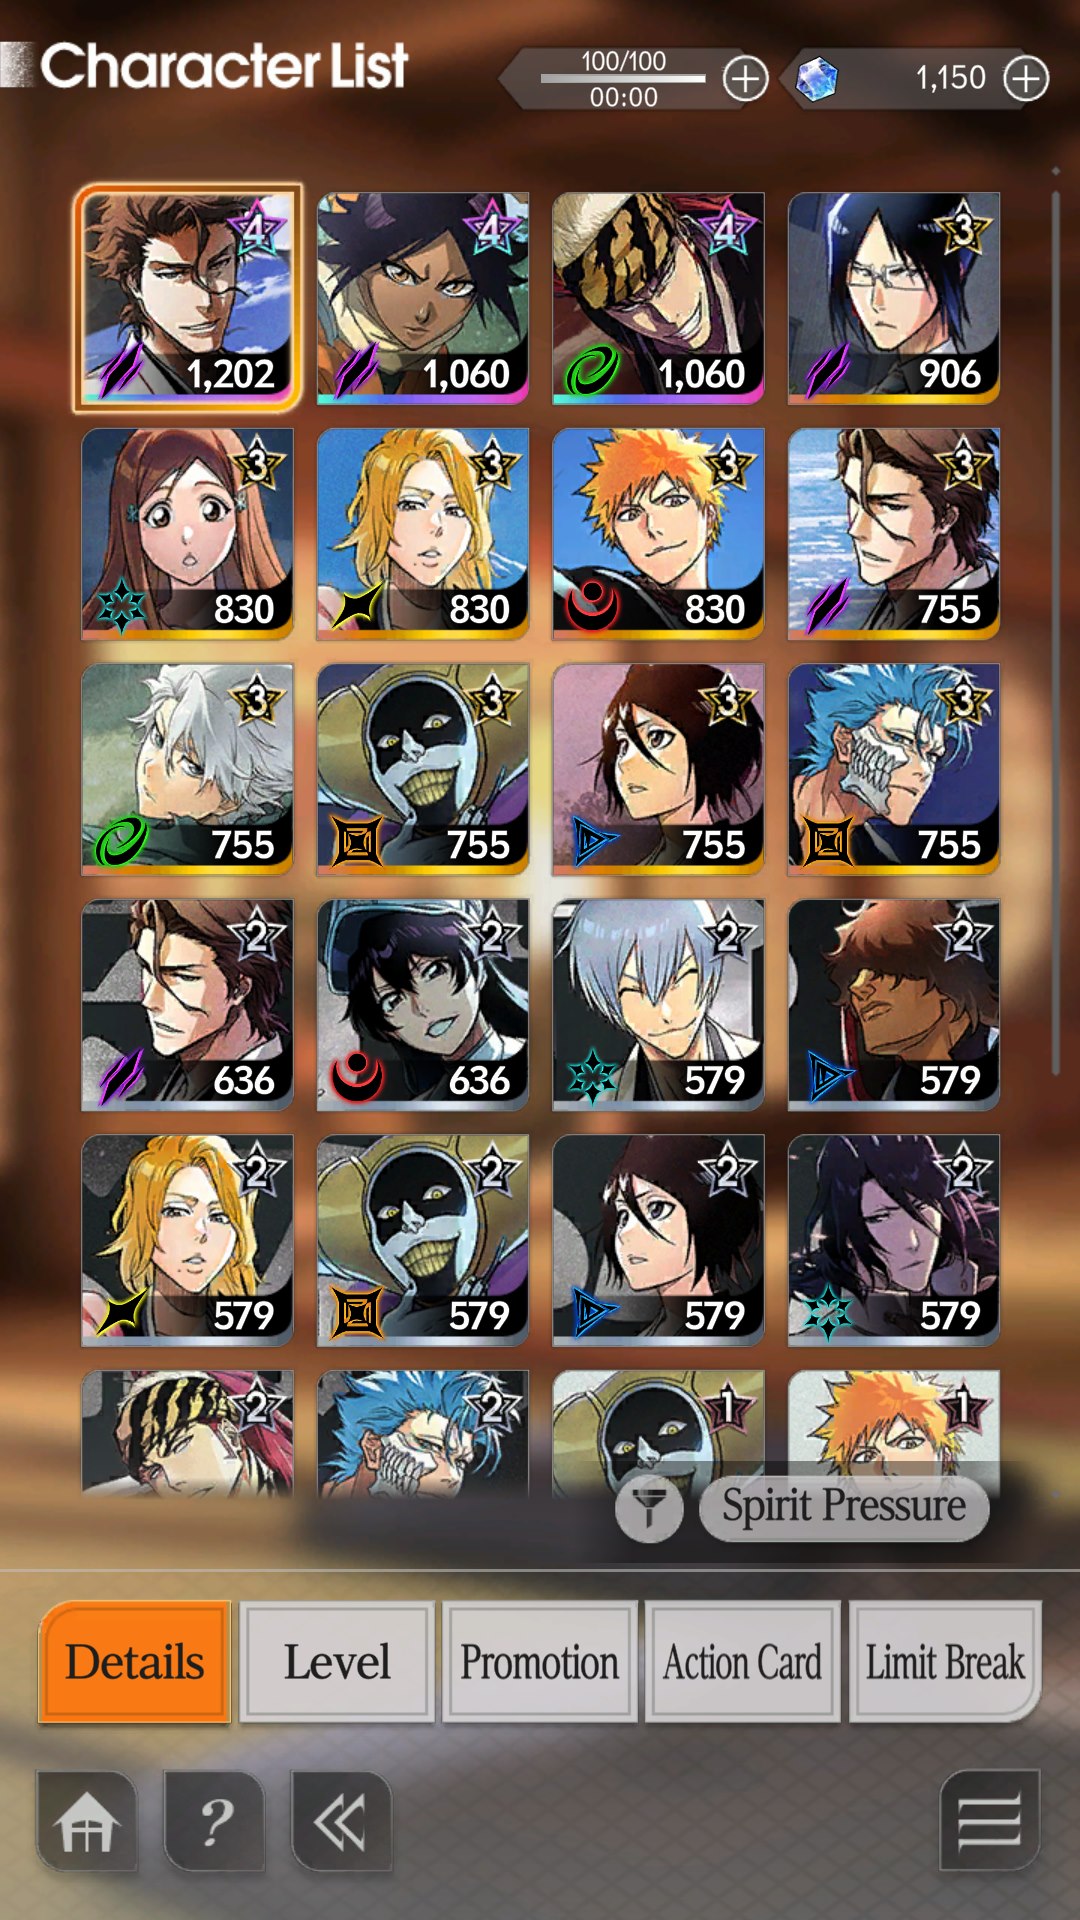 Character List
100/100
00:00
1,150
4 4 4 3
1,202 1,060 1,060 906
3 3 3 3
830 830 830 755
3 3 3 3
755 755 755 755
2 2 2 2
636 636 579 579
2 2 2 2
579 579 579 579
2 2 1 1
Spirit Pressure
Details Level Promotion Action Card Limit Break
?